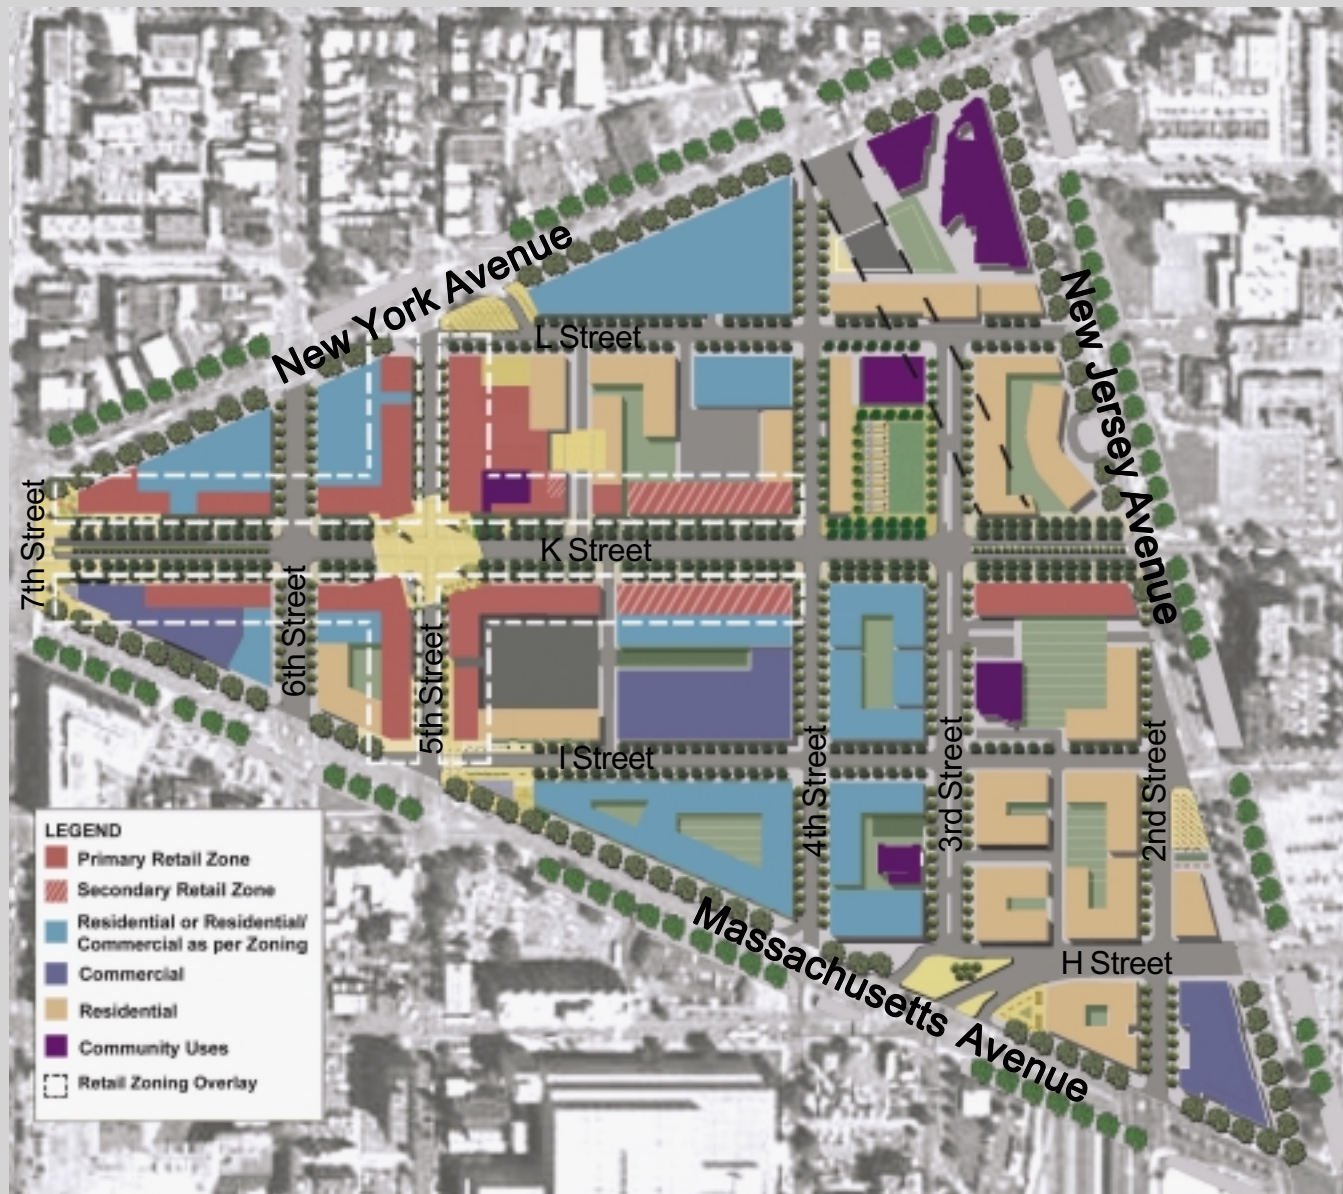 New York Avenue
L Street
New Jersey Avenue
7th Street
K Street
6th Street
5th Street
I Street
4th Street
3rd Street
2nd Street
LEGEND
Primary Retail Zone
Secondary Retail Zone
Residential or Residential/
Commercial as per Zoning
Commercial
Residential
Community Uses
Retail Zoning Overlay
Massachusetts Avenue
H Street